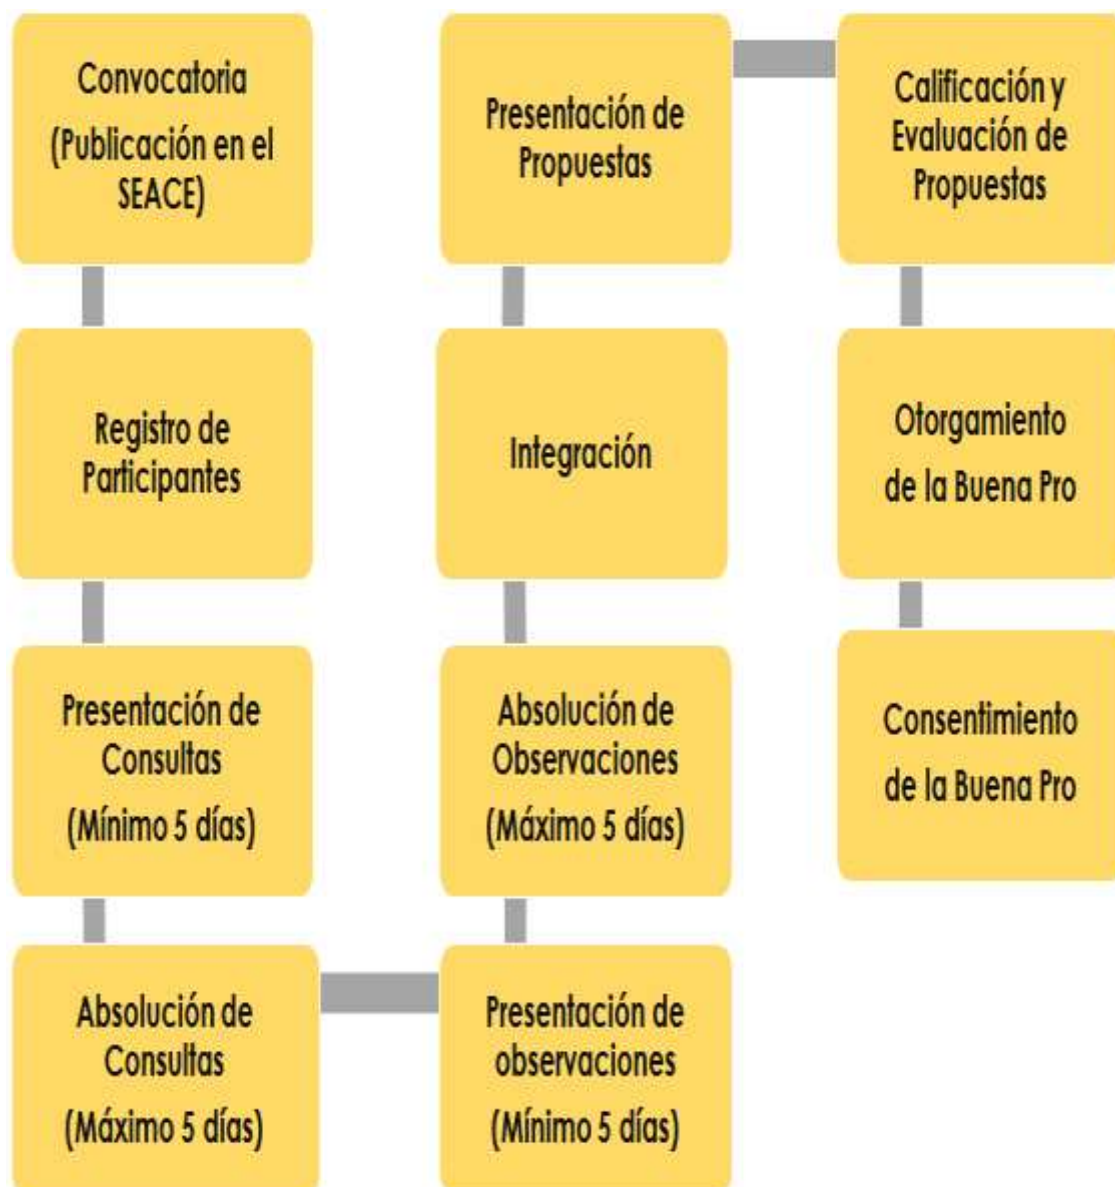 Convocatoria
(Publicación en el
SEACE)
Registro de
Participantes
Presentación de
Consultas
(Mínimo 5 días)
Absolución de
Consultas
(Máximo 5 días)
Presentación de
observaciones
(Mínimo 5 días)
Absolución de
Observaciones
(Máximo 5 días)
Integración
Presentación de
Propuestas
Calificación y
Evaluación de
Propuestas
Otorgamiento
de la Buena Pro
Consentimiento
de la Buena Pro